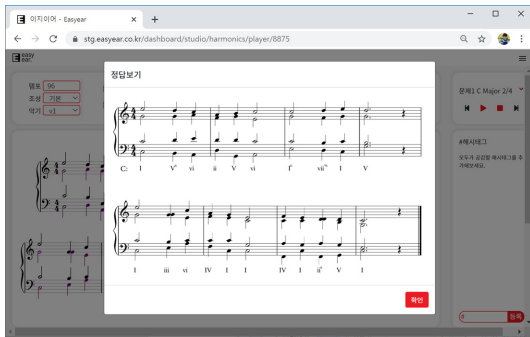 이지이어 - Easyear
stg.easyear.co.kr/dashboard/studio/harmonics/player/8875
easy
ear.
템포 96
조성 기본
악기 v1
정답보기
문제1 C Major 2/4
#해시태그
모두가 공감할 해시태그를 추
가해보세요.
C: I V⁶ vi ii V vi I⁶ vii°⁶ I V
I iii vi IV I I IV I ii⁶ V I
확인
# 등록